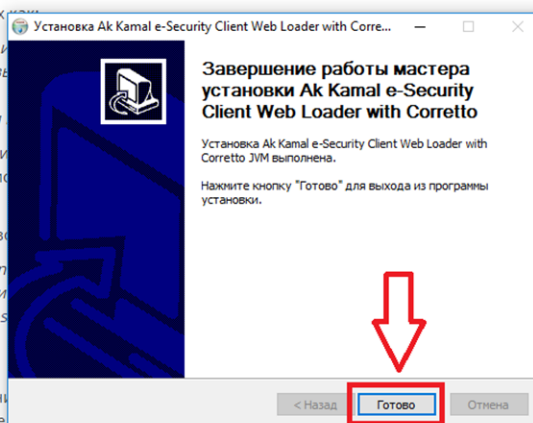 Установка Ak Kamal e-Security Client Web Loader with Corre...
Завершение работы мастера
установки Ak Kamal e-Security
Client Web Loader with Corretto
Установка Ak Kamal e-Security Client Web Loader with
Corretto JVM выполнена.
Нажмите кнопку "Готово" для выхода из программы
установки.
< Назад
Готово
Отмена